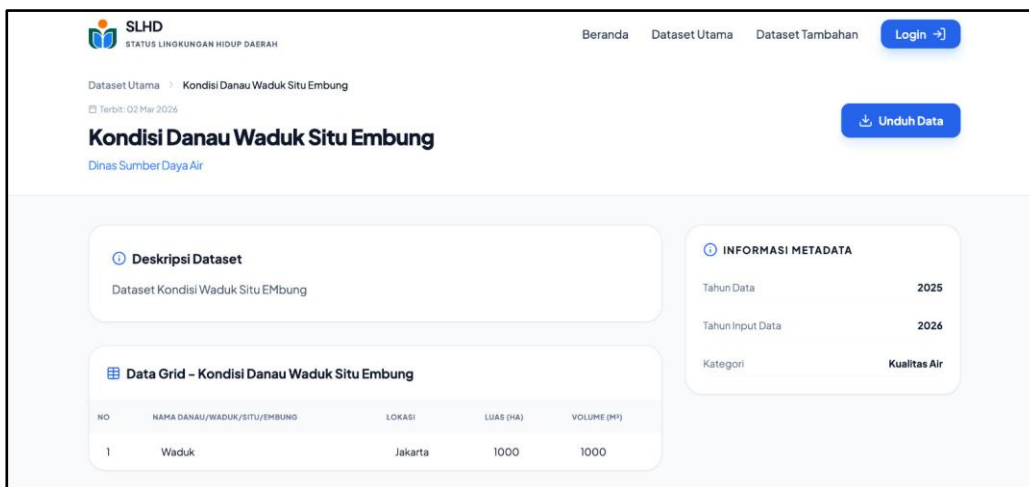 SLHD
STATUS LINGKUNGAN HIDUP DAERAH
Beranda Dataset Utama Dataset Tambahan Login
Dataset Utama > Kondisi Danau Waduk Situ Embung
Terbit: 02 Mar 2026
Kondisi Danau Waduk Situ Embung
Unduh Data
Dinas Sumber Daya Air
Deskripsi Dataset
Dataset Kondisi Waduk Situ EMbung
INFORMASI METADATA
Tahun Data 2025
Tahun Input Data 2026
Kategori Kualitas Air
Data Grid - Kondisi Danau Waduk Situ Embung
NO NAMA DANAU/WADUK/SITU/EMBUNG LOKASI LUAS (HA) VOLUME (M³)
1 Waduk Jakarta 1000 1000